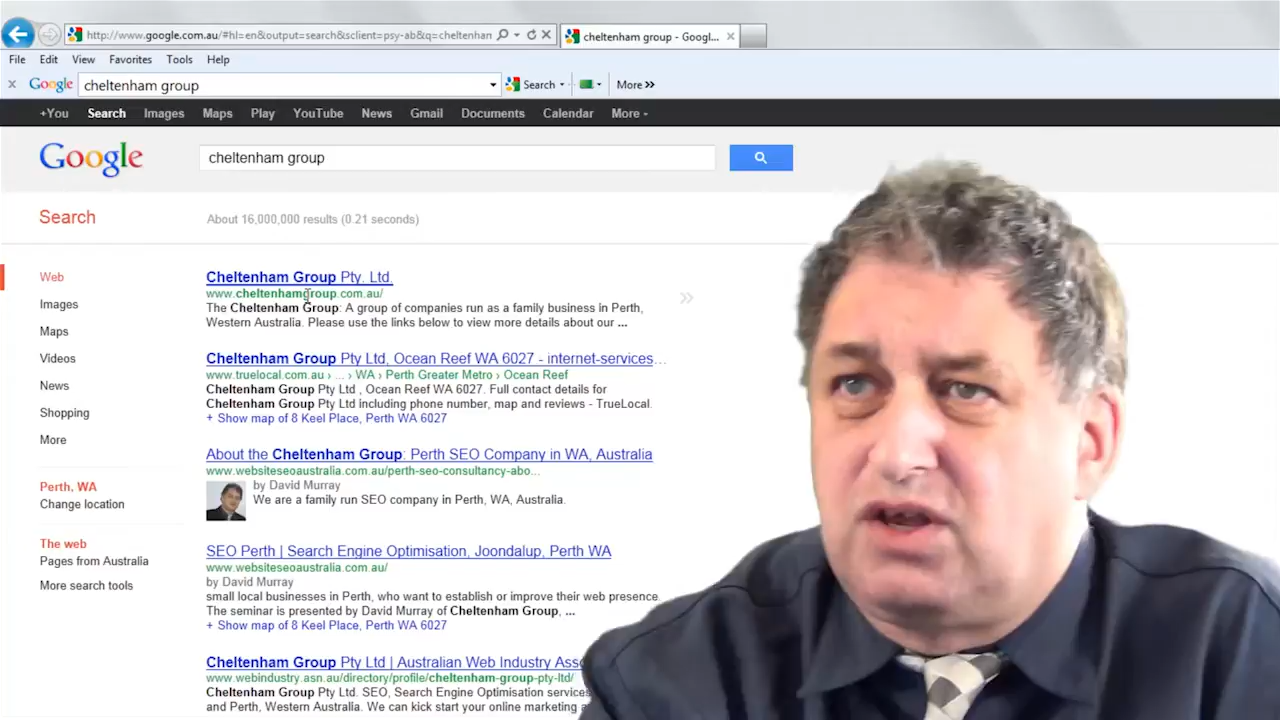 http://www.google.com.au/#hl=en&output=search&sclient=psy-ab&q=cheltenham
cheltenham group - Googl...
File Edit View Favorites Tools Help
x Google cheltenham group Search More »
+You Search Images Maps Play YouTube News Gmail Documents Calendar More
Google cheltenham group
Search About 16,000,000 results (0.21 seconds)
Web
Images
Maps
Videos
News
Shopping
More
Perth, WA
Change location
The web
Pages from Australia
More search tools
Cheltenham Group Pty. Ltd.
www.cheltenhamgroup.com.au/
The Cheltenham Group: A group of companies run as a family business in Perth,
Western Australia. Please use the links below to view more details about our ...
Cheltenham Group Pty Ltd, Ocean Reef WA 6027 - internet-services...
www.truelocal.com.au › ... › WA › Perth Greater Metro › Ocean Reef
Cheltenham Group Pty Ltd , Ocean Reef WA 6027. Full contact details for
Cheltenham Group Pty Ltd including phone number, map and reviews - TrueLocal.
+ Show map of 8 Keel Place, Perth WA 6027
About the Cheltenham Group: Perth SEO Company in WA, Australia
www.websiteseoaustralia.com.au/perth-seo-consultancy-abo...
by David Murray
We are a family run SEO company in Perth, WA, Australia.
SEO Perth | Search Engine Optimisation, Joondalup, Perth WA
www.websiteseoaustralia.com.au/
by David Murray
small local businesses in Perth, who want to establish or improve their web presence.
The seminar is presented by David Murray of Cheltenham Group, ...
+ Show map of 8 Keel Place, Perth WA 6027
Cheltenham Group Pty Ltd | Australian Web Industry Asso
www.webindustry.asn.au/directory/profile/cheltenham-group-pty-ltd/
Cheltenham Group Pty Ltd. SEO, Search Engine Optimisation services
and Perth, Western Australia. We can kick start your online marketing a